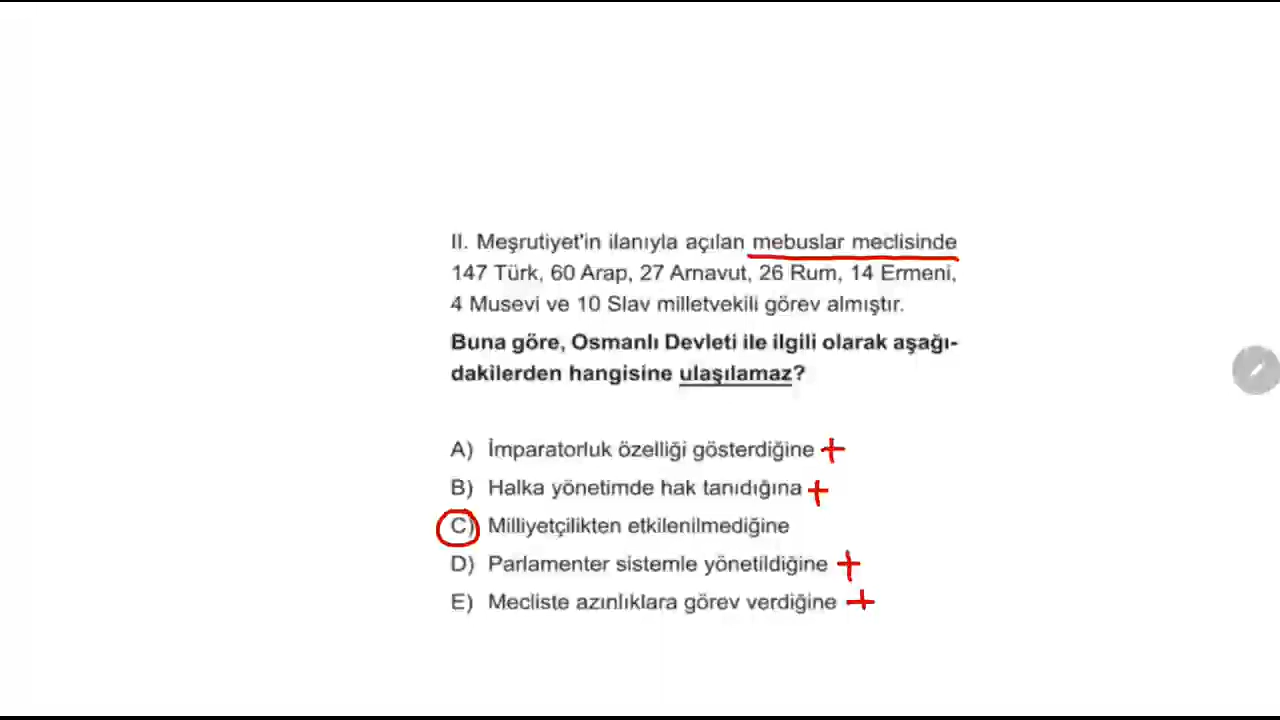 II. Meşrutiyet'in ilanıyla açılan mebuslar meclisinde
147 Türk, 60 Arap, 27 Arnavut, 26 Rum, 14 Ermeni,
4 Musevi ve 10 Slav milletvekili görev almıştır.
Buna göre, Osmanlı Devleti ile ilgili olarak aşağı-
dakilerden hangisine ulaşılamaz?
A) İmparatorluk özelliği gösterdiğine +
B) Halka yönetimde hak tanıdığına +
C) Milliyetçilikten etkilenilmediğine
D) Parlamenter sistemle yönetildiğine +
E) Mecliste azınlıklara görev verdiğine +